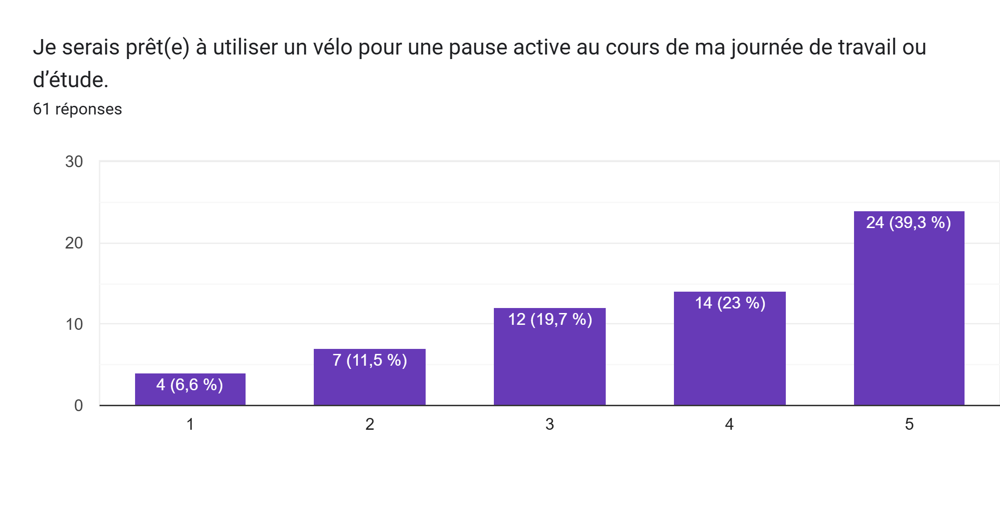 Je serais prêt(e) à utiliser un vélo pour une pause active au cours de ma journée de travail ou
d’étude.
61 réponses
30
20
10
0
4 (6,6 %)
7 (11,5 %)
12 (19,7 %)
14 (23 %)
24 (39,3 %)
1
2
3
4
5